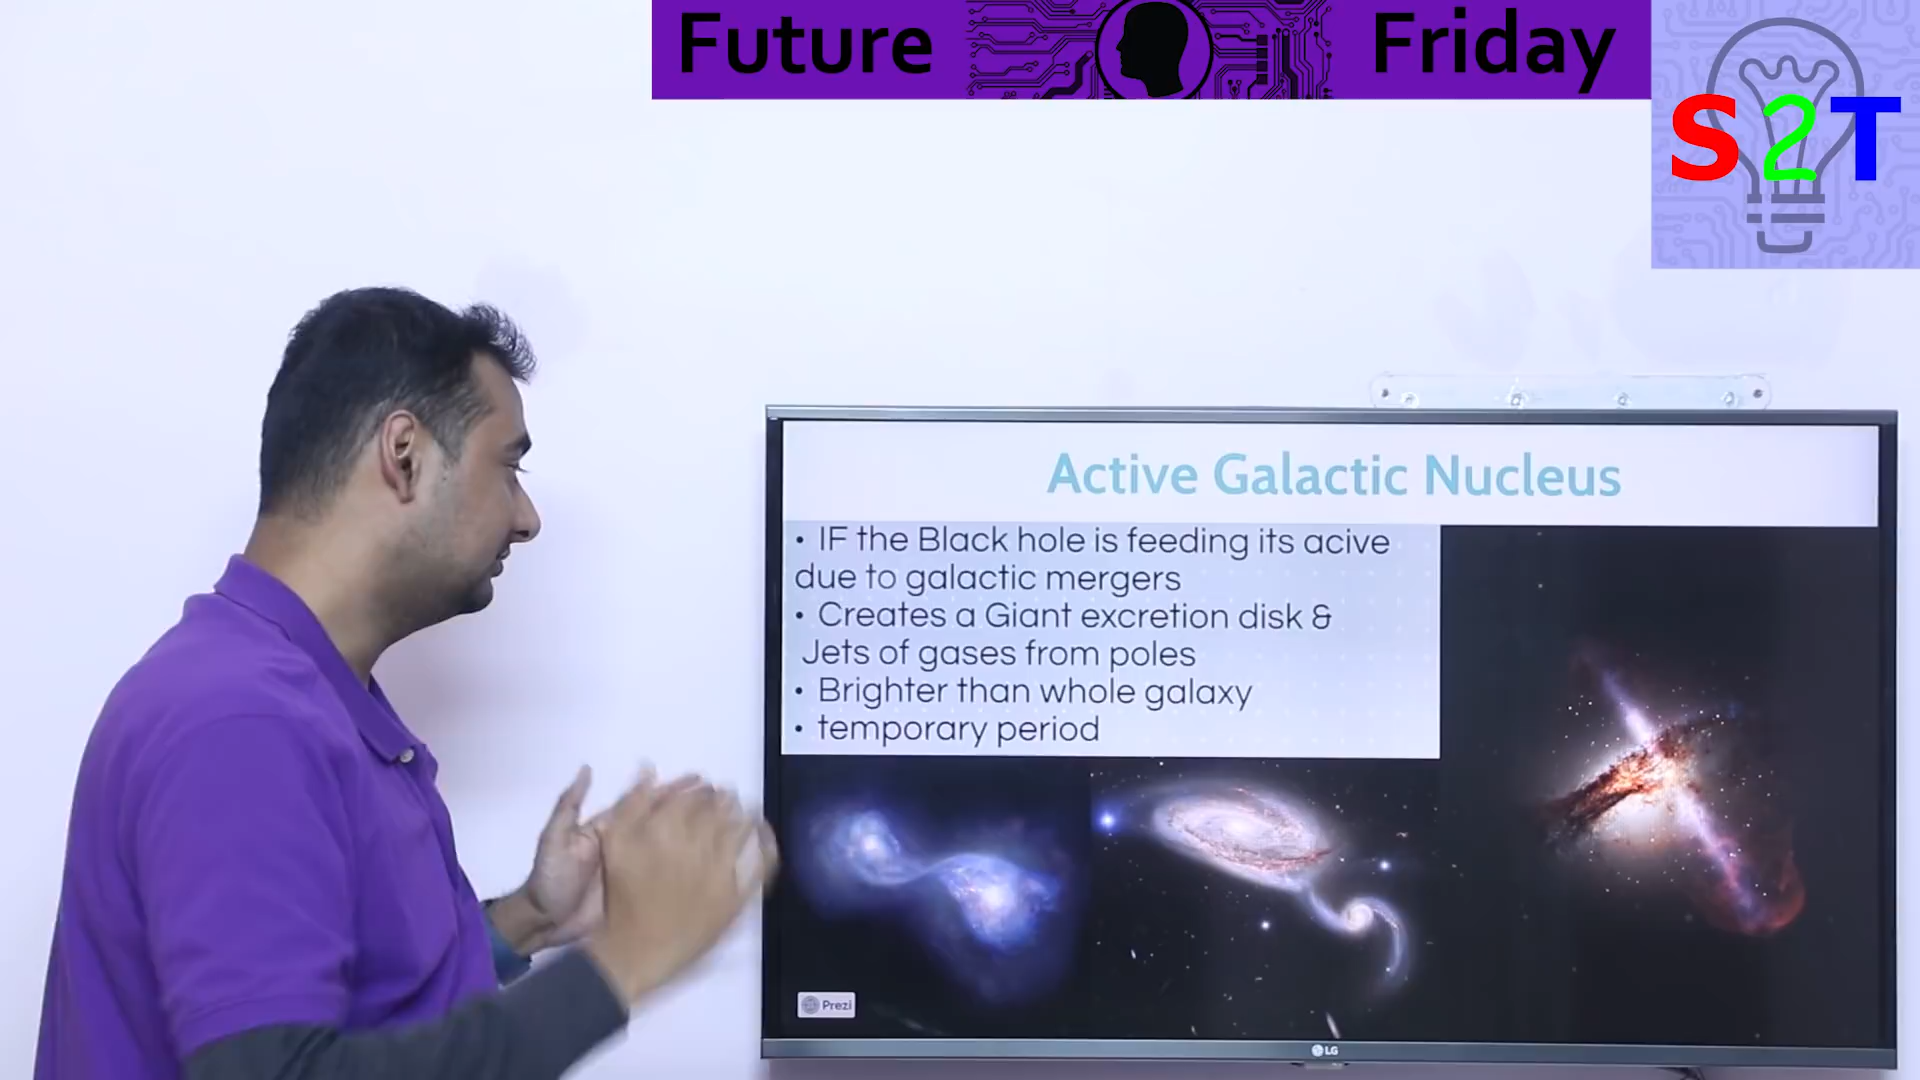 Future Friday
S2T
Active Galactic Nucleus
• IF the Black hole is feeding its acive
due to galactic mergers
• Creates a Giant excretion disk &
Jets of gases from poles
• Brighter than whole galaxy
• temporary period
Prezi
LG